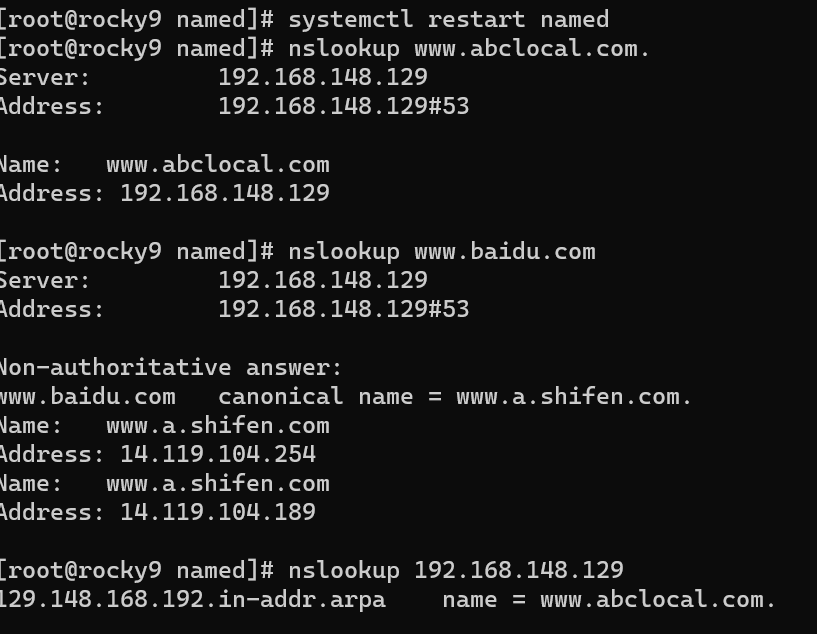 [root@rocky9 named]# systemctl restart named
[root@rocky9 named]# nslookup www.abclocal.com.
Server:         192.168.148.129
Address:        192.168.148.129#53

Name:   www.abclocal.com
Address: 192.168.148.129

[root@rocky9 named]# nslookup www.baidu.com
Server:         192.168.148.129
Address:        192.168.148.129#53

Non-authoritative answer:
www.baidu.com   canonical name = www.a.shifen.com.
Name:   www.a.shifen.com
Address: 14.119.104.254
Name:   www.a.shifen.com
Address: 14.119.104.189

[root@rocky9 named]# nslookup 192.168.148.129
129.148.168.192.in-addr.arpa    name = www.abclocal.com.